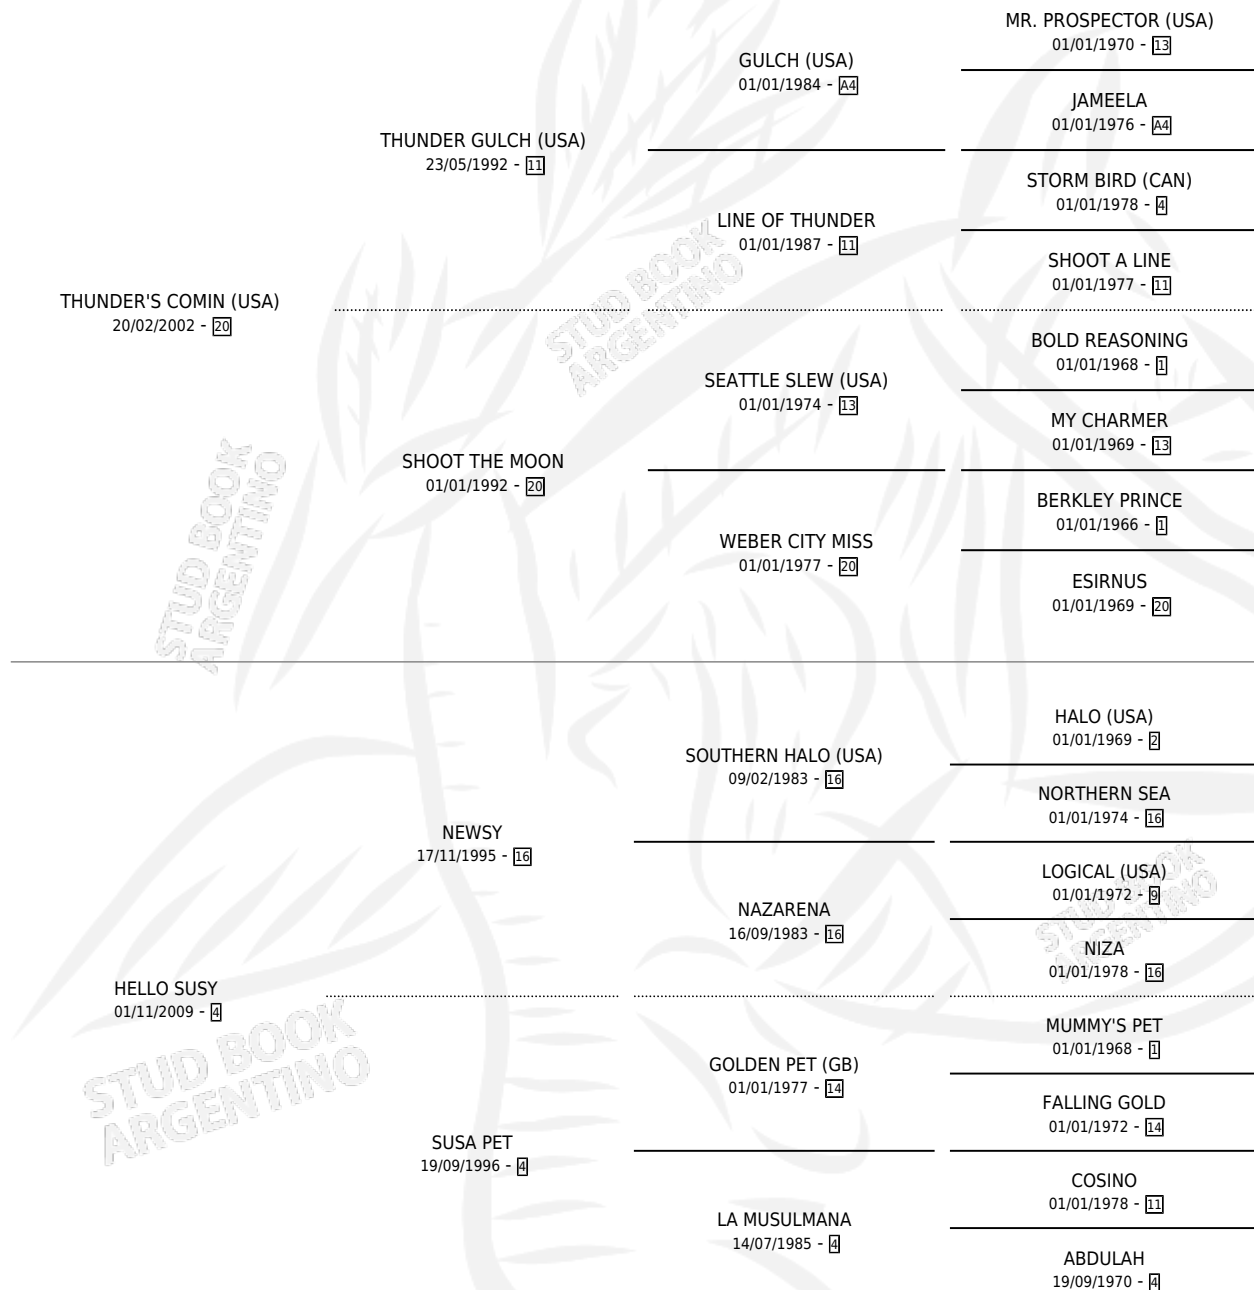 MR. PROSPECTOR (USA)
01/01/1970 - 13
GULCH (USA)
01/01/1984 - A4
JAMEELA
01/01/1976 - A4
THUNDER GULCH (USA)
23/05/1992 - 11
STORM BIRD (CAN)
01/01/1978 - 4
LINE OF THUNDER
01/01/1987 - 11
SHOOT A LINE
01/01/1977 - 11
THUNDER'S COMIN (USA)
20/02/2002 - 20
BOLD REASONING
01/01/1968 - 1
SEATTLE SLEW (USA)
01/01/1974 - 13
MY CHARMER
01/01/1969 - 13
SHOOT THE MOON
01/01/1992 - 20
BERKLEY PRINCE
01/01/1966 - 1
WEBER CITY MISS
01/01/1977 - 20
ESIRNUS
01/01/1969 - 20
HALO (USA)
01/01/1969 - 2
SOUTHERN HALO (USA)
09/02/1983 - 16
NORTHERN SEA
01/01/1974 - 16
NEWSY
17/11/1995 - 16
LOGICAL (USA)
01/01/1972 - 9
NAZARENA
16/09/1983 - 16
NIZA
01/01/1978 - 16
HELLO SUSY
01/11/2009 - 4
MUMMY'S PET
01/01/1968 - 1
GOLDEN PET (GB)
01/01/1977 - 14
FALLING GOLD
01/01/1972 - 14
SUSA PET
19/09/1996 - 4
COSINO
01/01/1978 - 11
LA MUSULMANA
14/07/1985 - 4
ABDULAH
19/09/1970 - 4
STUD BOOK
ARGENTINO
STUD BOOK
ARGENTINO
STUD BOOK
ARGENTINO
STUD BOOK
ARGENTINO